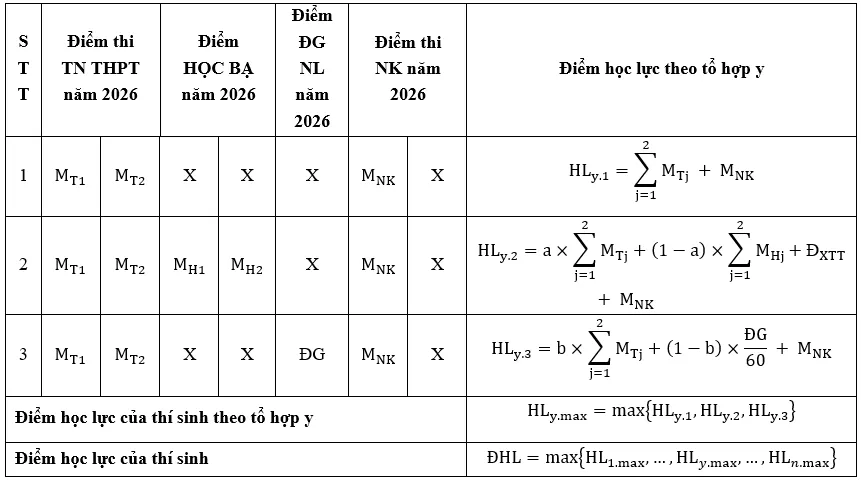 S T T | Điểm thi TN THPT năm 2026 | Điểm HỌC BẠ năm 2026 | Điểm ĐG NL năm 2026 | Điểm thi NK năm 2026 | Điểm học lực theo tổ hợp y
1 | M_T1 | M_T2 | X | X | X | M_NK | X | HL_y.1 = ∑_{j=1}^{2} M_Tj + M_NK
2 | M_T1 | M_T2 | M_H1 | M_H2 | X | M_NK | X | HL_y.2 = a × ∑_{j=1}^{2} M_Tj + (1 − a) × ∑_{j=1}^{2} M_Hj + Đ_XTT
+ M_NK
3 | M_T1 | M_T2 | X | X | ĐG | M_NK | X | HL_y.3 = b × ∑_{j=1}^{2} M_Tj + (1 − b) × ĐG/60 + M_NK
Điểm học lực của thí sinh theo tổ hợp y | HL_y.max = max{HL_y.1, HL_y.2, HL_y.3}
Điểm học lực của thí sinh | ĐHL = max{HL_1.max, … , HL_y.max, … , HL_n.max}